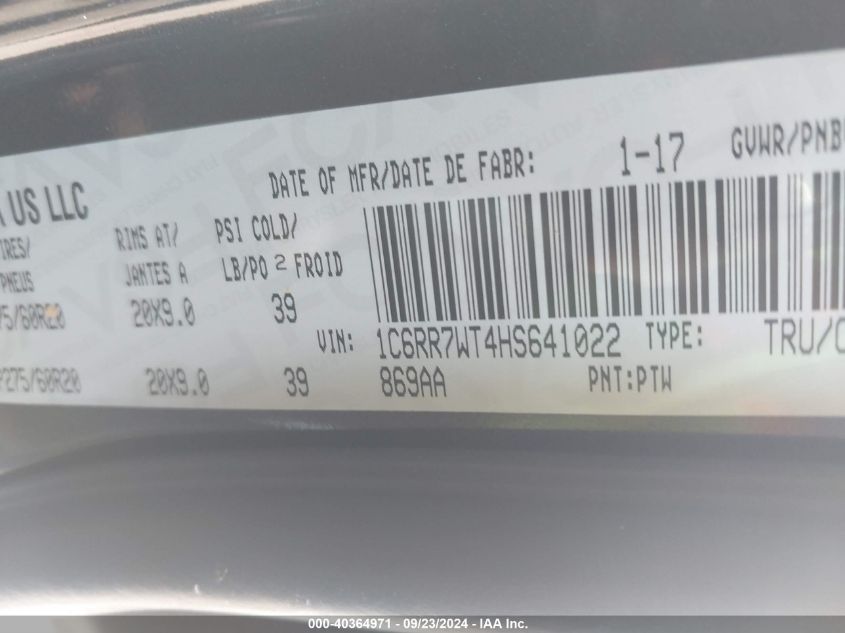 DATE OF MFR/DATE DE FABR: 1-17 GVWR/PNB
US LLC
RIMS AT/ PSI COLD/
JANTES A LB/PO 2 FROID
PNEUS
75/60R20 20X9.0 39
VIN: 1C6RR7WT4HS641022 TYPE: TRU/
P275/60R20 20X9.0 39 869AA PNT:PTW
000-40364971 - 09/23/2024 - IAA Inc.